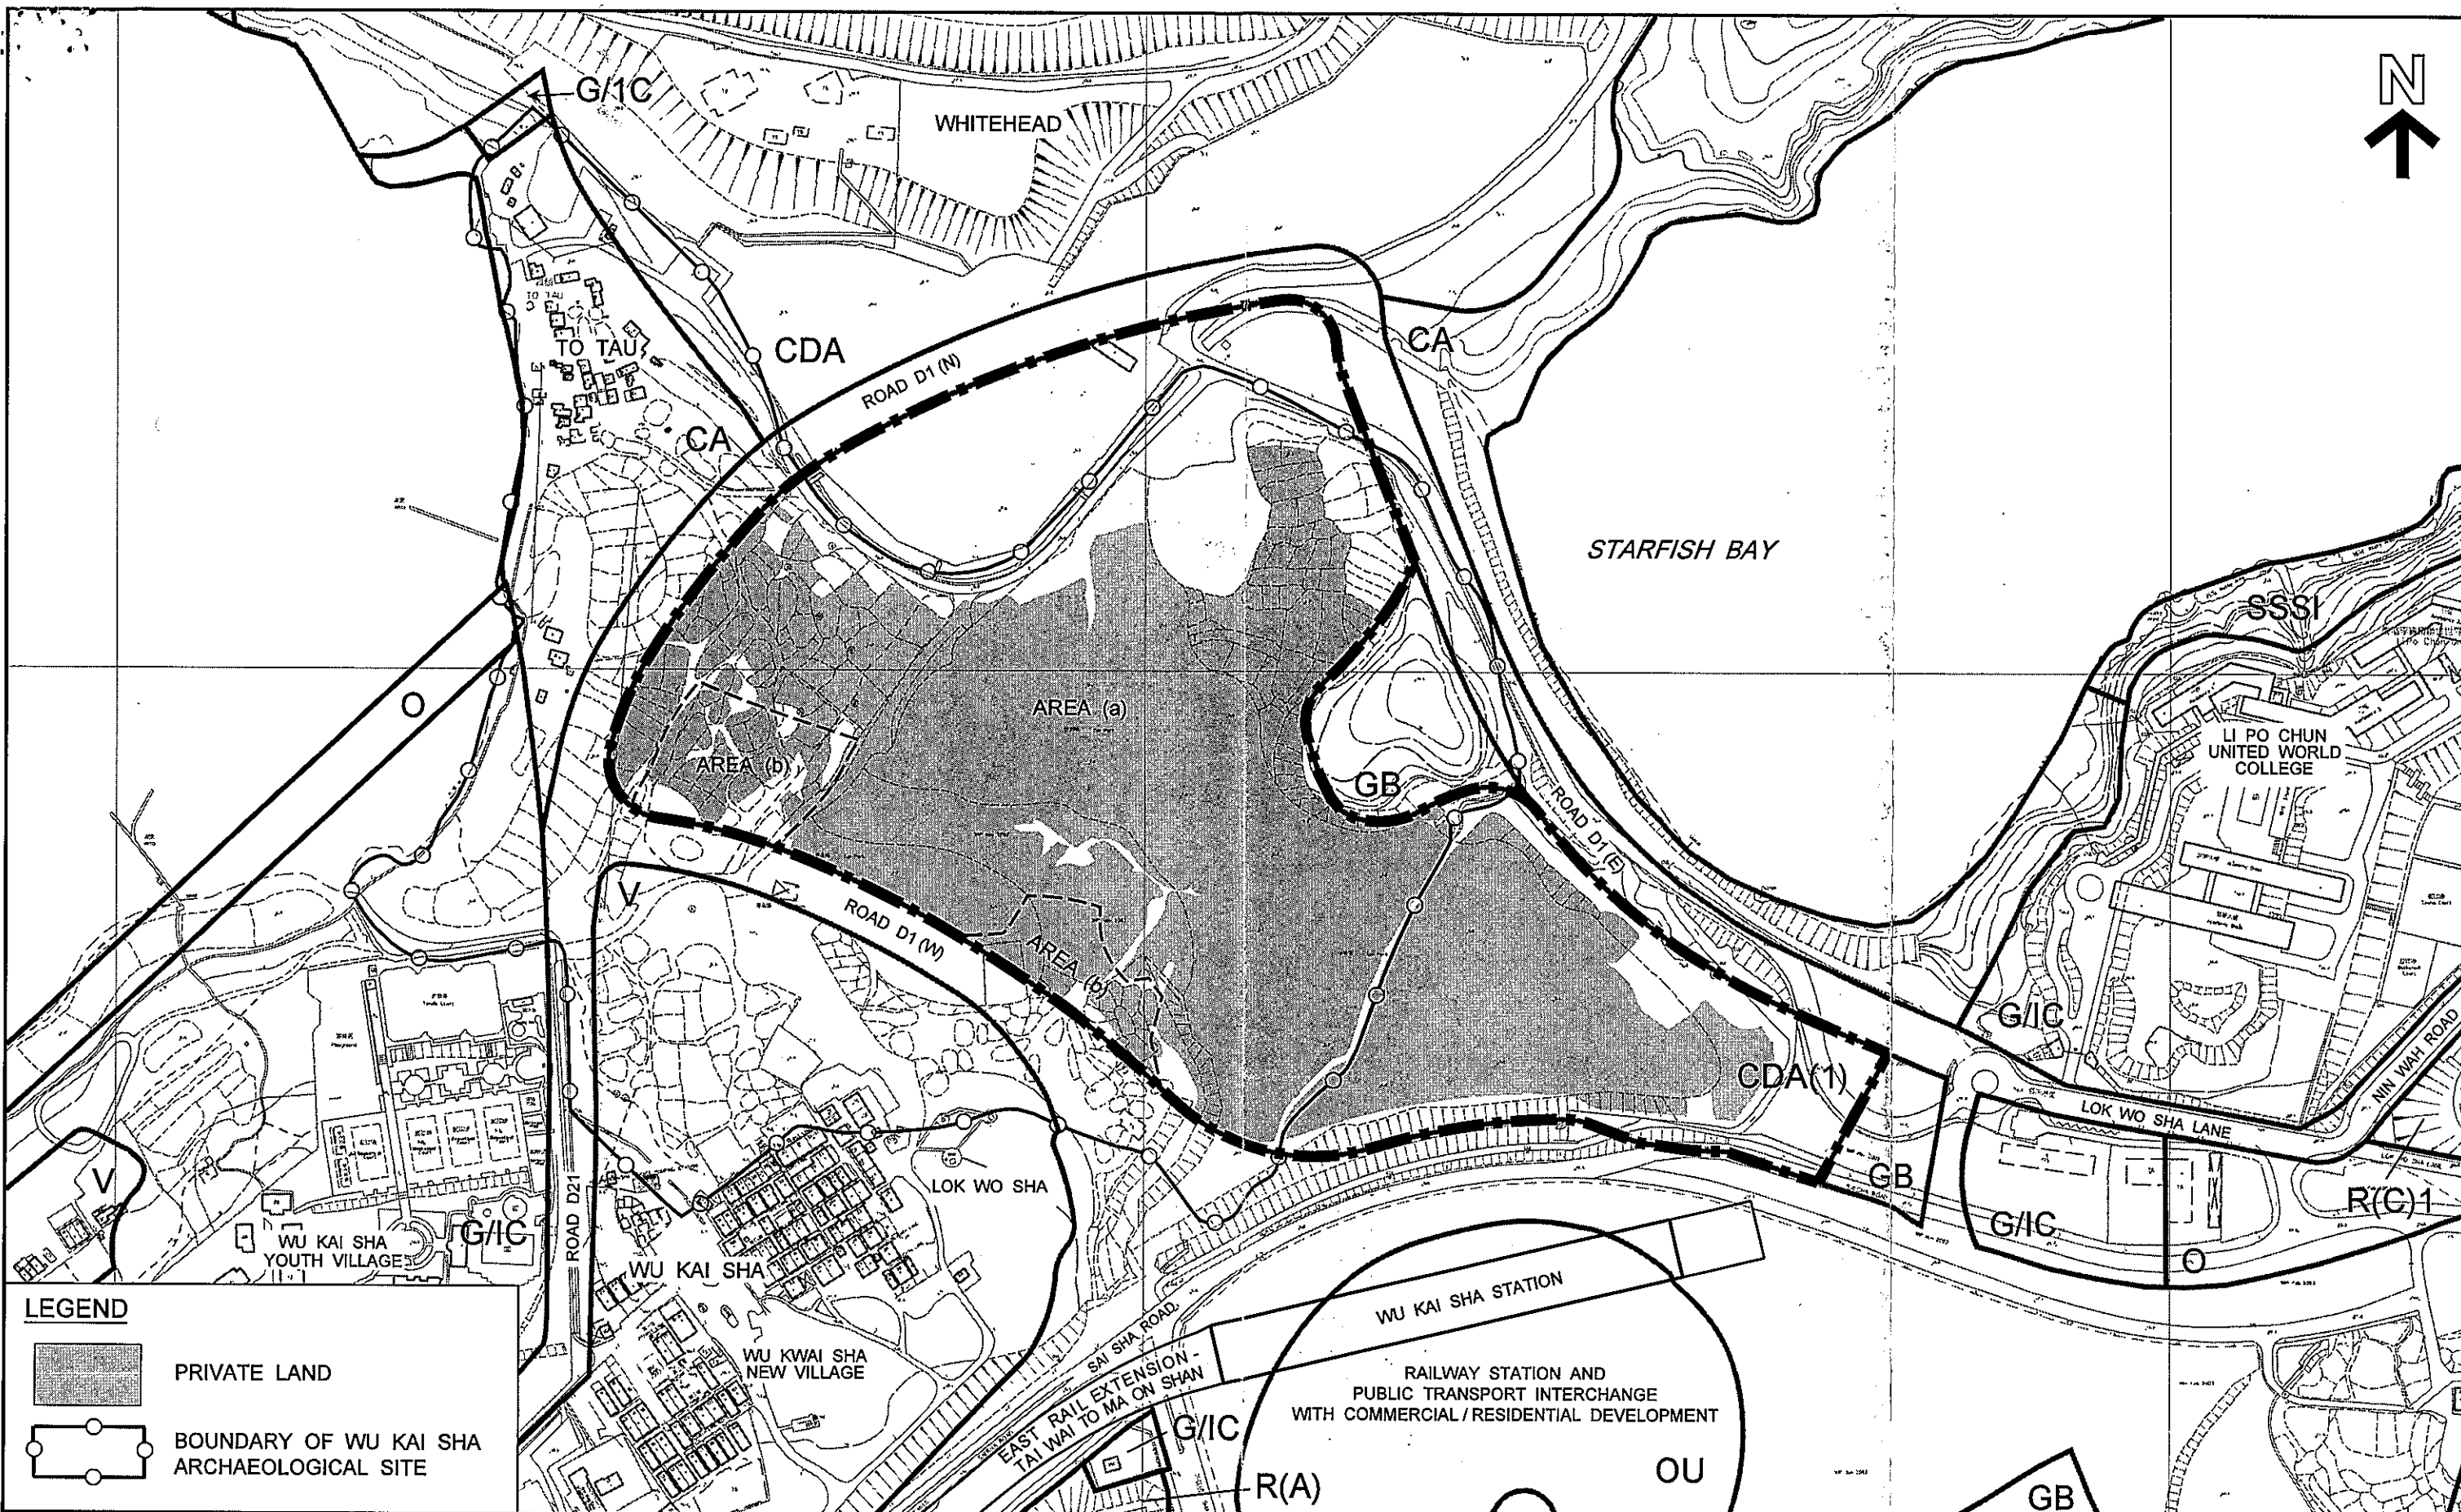 G/1C
WHITEHEAD
N
TO TAU
TO TAU
CDA
ROAD D1 (N)
CA
CA
STARFISH BAY
SSSI
O
AREA (a)
AREA (b)
LI PO CHUN
UNITED WORLD
COLLEGE
GB
ROAD D1 (E)
V
ROAD D1 (W)
AREA (b)
G/IC
CDA(1)
NIN WAH ROAD
LOK WO SHA LANE
V
LOK WO SHA
GB
R(C)1
G/IC
G/IC
ROAD D21
WU KAI SHA
YOUTH VILLAGE
WU KAI SHA
O
WU KAI SHA STATION
LEGEND
PRIVATE LAND
BOUNDARY OF WU KAI SHA
ARCHAEOLOGICAL SITE
WU KWAI SHA
NEW VILLAGE
SAI SHA ROAD
EAST RAIL EXTENSION -
TAI WAI TO MA ON SHAN
RAILWAY STATION AND
PUBLIC TRANSPORT INTERCHANGE
WITH COMMERCIAL / RESIDENTIAL DEVELOPMENT
G/IC
OU
R(A)
GB